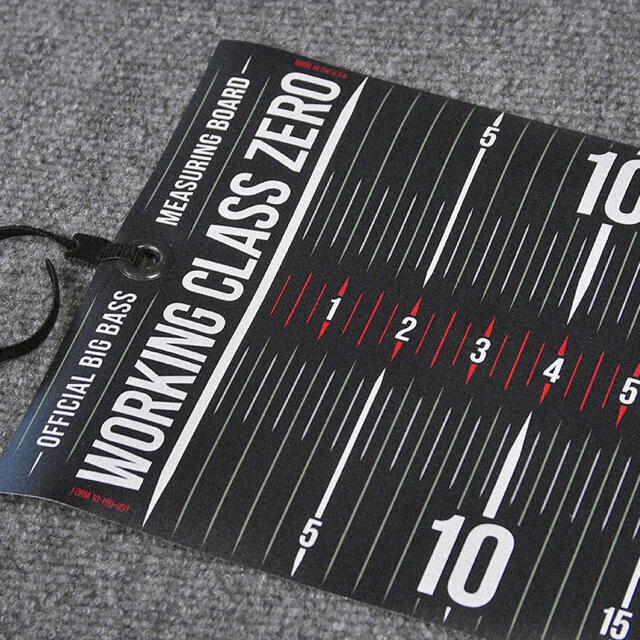 MADE IN THE U.S.A
OFFICIAL BIG BASS MEASURING BOARD
WORKING CLASS ZERO
5
10
1 2 3 4 5
5
10
15